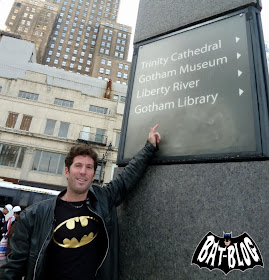 Trinity Cathedral
Gotham Museum
Liberty River
Gotham Library
BAT-BLOG